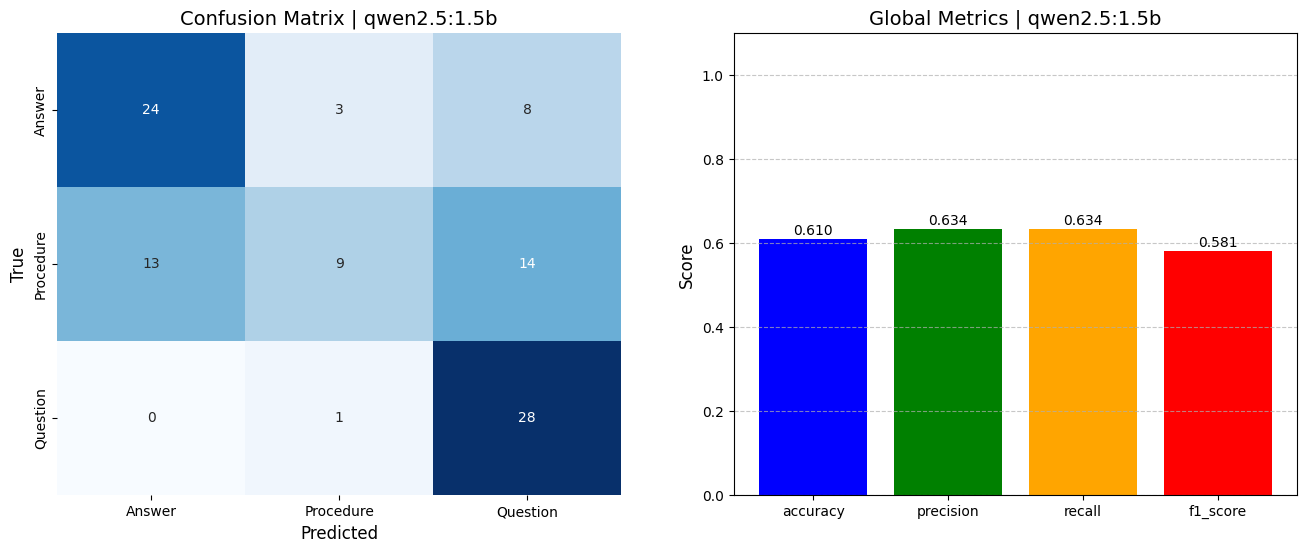 Confusion Matrix | qwen2.5:1.5b
True
Answer
24
3
8
Procedure
13
9
14
Question
0
1
28
Answer
Procedure
Question
Predicted
Global Metrics | qwen2.5:1.5b
Score
1.0
0.8
0.6
0.4
0.2
0.0
0.610
0.634
0.634
0.581
accuracy
precision
recall
f1_score